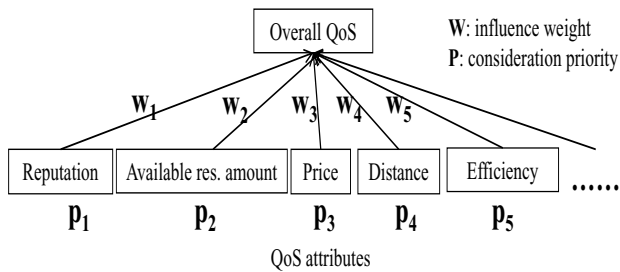 Overall QoS
W: influence weight
P: consideration priority
w1
w2
w3
w4
w5
Reputation
Available res. amount
Price
Distance
Efficiency
......
p1
p2
p3
p4
p5
QoS attributes